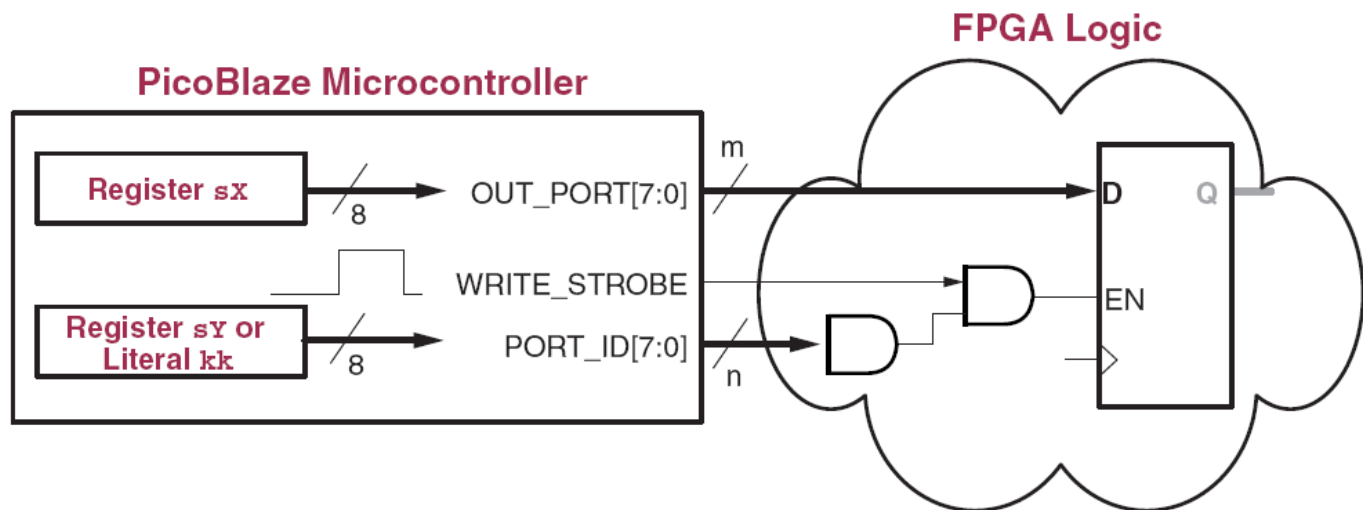 FPGA Logic
PicoBlaze Microcontroller
Register sX
8
OUT_PORT[7:0]
m
D
Q
WRITE_STROBE
EN
Register sY or
Literal kk
8
PORT_ID[7:0]
n